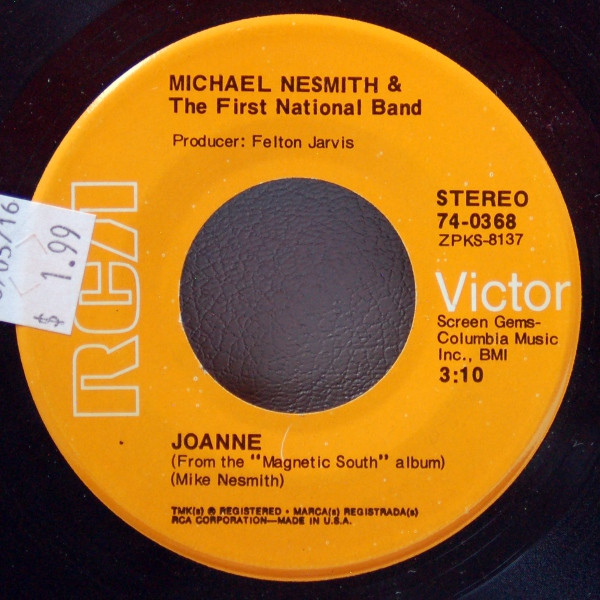 MICHAEL NESMITH &
The First National Band
Producer: Felton Jarvis
RCA
STEREO
74-0368
ZPKS-8137
Victor
Screen Gems-
Columbia Music
Inc., BMI
3:10
$1.99
JOANNE
(From the "Magnetic South" album)
(Mike Nesmith)
TMK(s) ® REGISTERED • MARCA(s) REGISTRADA(s)
RCA CORPORATION—MADE IN U.S.A.